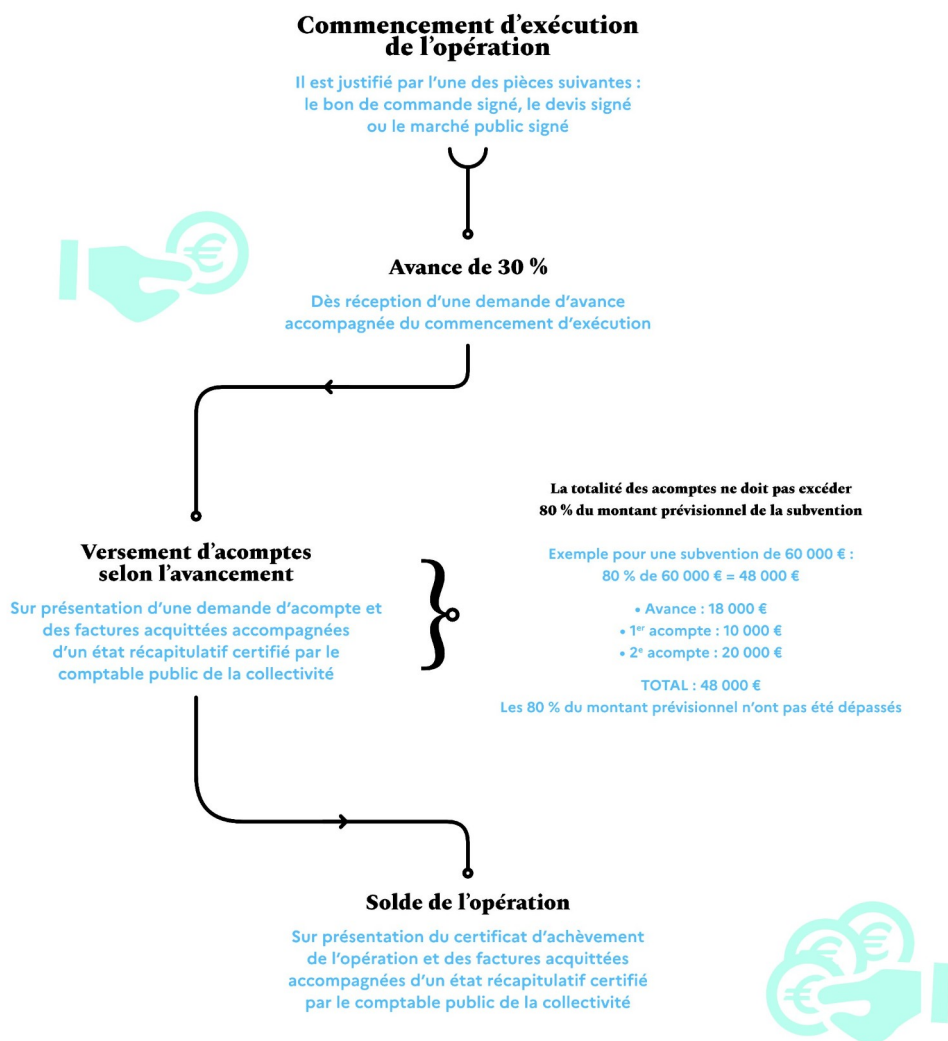 Commencement d'exécution
de l'opération
Il est justifié par l'une des pièces suivantes :
le bon de commande signé, le devis signé
ou le marché public signé
Avance de 30 %
Dès réception d'une demande d'avance
accompagnée du commencement d'exécution
La totalité des acomptes ne doit pas excéder
80 % du montant prévisionnel de la subvention
Versement d'acomptes
selon l'avancement
Sur présentation d'une demande d'acompte et
des factures acquittées accompagnées
d'un état récapitulatif certifié par le
comptable public de la collectivité
Exemple pour une subvention de 60 000 € :
80 % de 60 000 € = 48 000 €
• Avance : 18 000 €
• 1er acompte : 10 000 €
• 2e acompte : 20 000 €
TOTAL : 48 000 €
Les 80 % du montant prévisionnel n'ont pas été dépassés
Solde de l'opération
Sur présentation du certificat d'achèvement
de l'opération et des factures acquittées
accompagnées d'un état récapitulatif certifié
par le comptable public de la collectivité